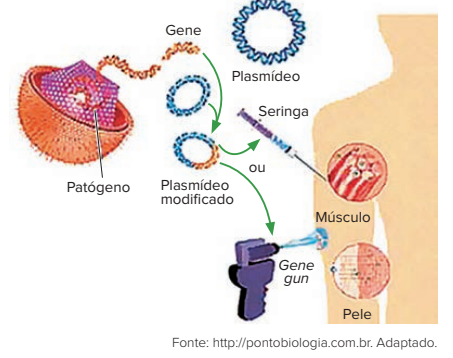 Gene
Plasmídeo
Seringa
ou
Patógeno
Plasmídeo
modificado
Músculo
Gene
gun
Pele
Fonte: http://pontobiologia.com.br. Adaptado.